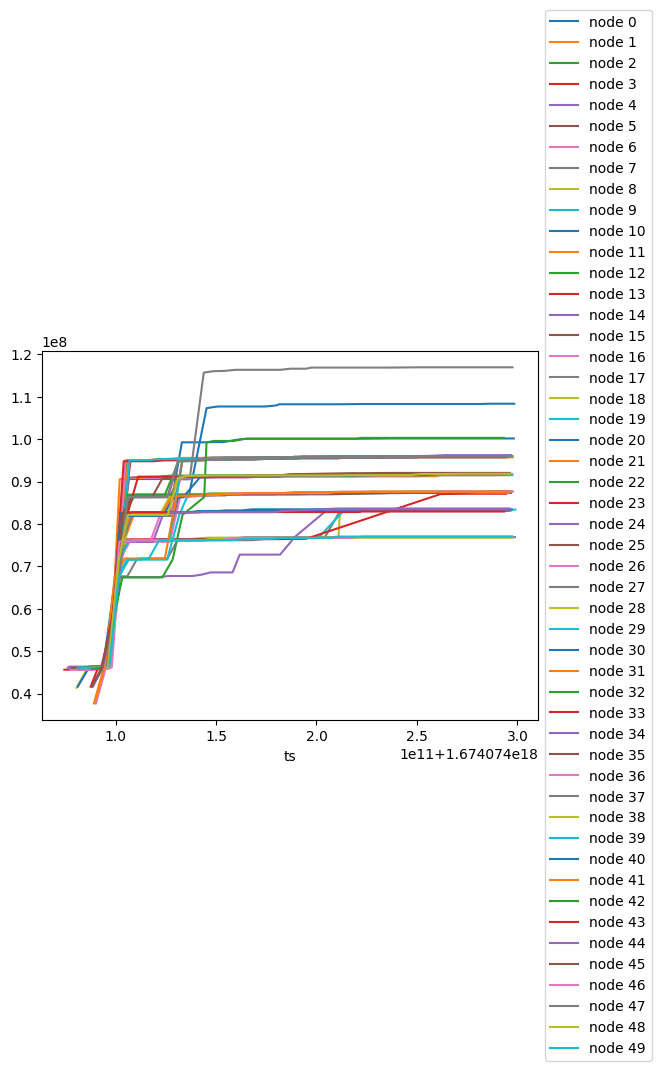 1e8
1.2
1.1
1.0
0.9
0.8
0.7
0.6
0.5
0.4
1.0
1.5
2.0
2.5
3.0
ts
1e11+1.674074e18
node 0
node 1
node 2
node 3
node 4
node 5
node 6
node 7
node 8
node 9
node 10
node 11
node 12
node 13
node 14
node 15
node 16
node 17
node 18
node 19
node 20
node 21
node 22
node 23
node 24
node 25
node 26
node 27
node 28
node 29
node 30
node 31
node 32
node 33
node 34
node 35
node 36
node 37
node 38
node 39
node 40
node 41
node 42
node 43
node 44
node 45
node 46
node 47
node 48
node 49